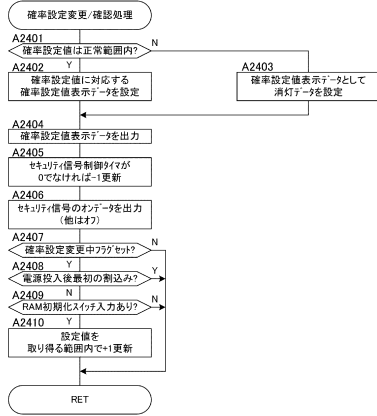 確率設定変更/確認処理
A2401
確率設定値は正常範囲内?
N
Y
A2402
確率設定値に対応する
確率設定値表示データを設定
A2403
確率設定値表示データとして
消灯データを設定
A2404
確率設定値表示データを出力
A2405
セキュリティ信号制御タイマが
0でなければ-1更新
A2406
セキュリティ信号のオンデータを出力
(他はオフ)
A2407
確率設定変更中フラグセット?
N
Y
A2408
電源投入後最初の割込み?
Y
N
A2409
RAM初期化スイッチ入力あり?
N
Y
A2410
設定値を
取り得る範囲内で+1更新
RET